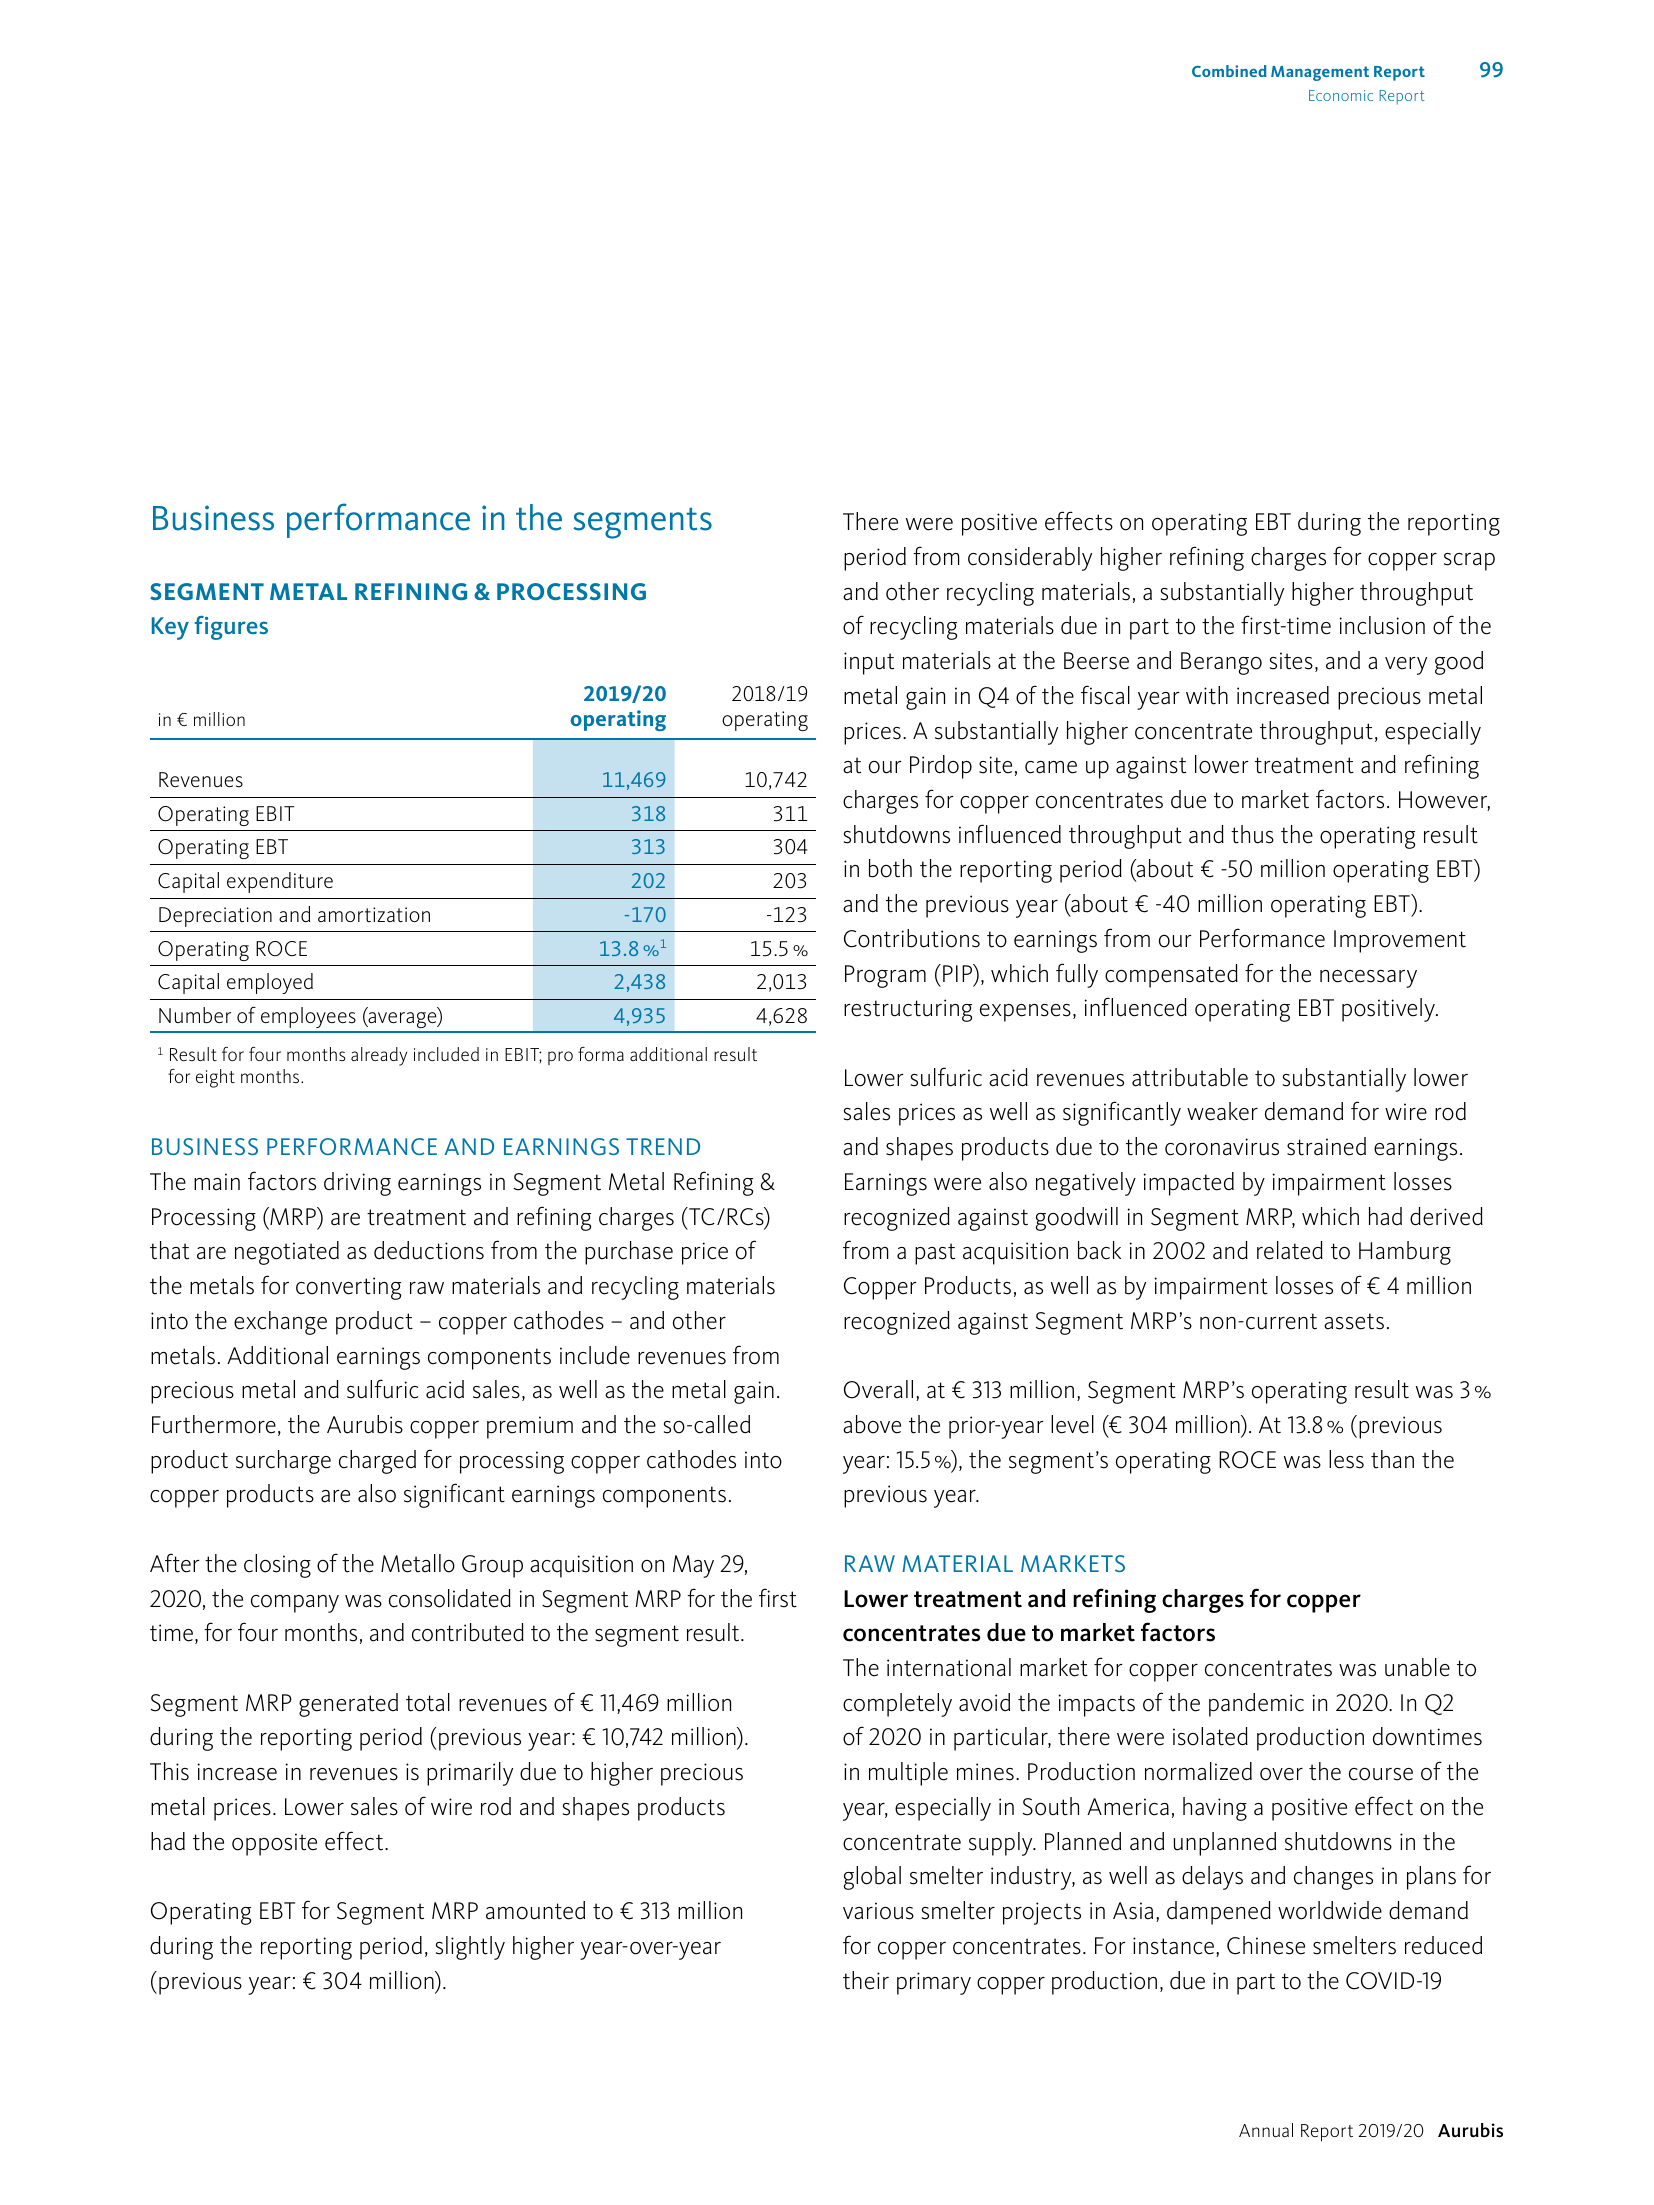 Combined Management Report 99
Economic Report
Business performance in the segments
SEGMENT METAL REFINING & PROCESSING
Key figures
in € million 2019/20 operating 2018/19 operating
Revenues 11,469 10,742
Operating EBIT 318 311
Operating EBT 313 304
Capital expenditure 202 203
Depreciation and amortization -170 -123
Operating ROCE 13.8 %¹ 15.5 %
Capital employed 2,438 2,013
Number of employees (average) 4,935 4,628
¹ Result for four months already included in EBIT; pro forma additional result
for eight months.
BUSINESS PERFORMANCE AND EARNINGS TREND
The main factors driving earnings in Segment Metal Refining &
Processing (MRP) are treatment and refining charges (TC/RCs)
that are negotiated as deductions from the purchase price of
the metals for converting raw materials and recycling materials
into the exchange product – copper cathodes – and other
metals. Additional earnings components include revenues from
precious metal and sulfuric acid sales, as well as the metal gain.
Furthermore, the Aurubis copper premium and the so-called
product surcharge charged for processing copper cathodes into
copper products are also significant earnings components.
After the closing of the Metallo Group acquisition on May 29,
2020, the company was consolidated in Segment MRP for the first
time, for four months, and contributed to the segment result.
Segment MRP generated total revenues of € 11,469 million
during the reporting period (previous year: € 10,742 million).
This increase in revenues is primarily due to higher precious
metal prices. Lower sales of wire rod and shapes products
had the opposite effect.
Operating EBT for Segment MRP amounted to € 313 million
during the reporting period, slightly higher year-over-year
(previous year: € 304 million).
There were positive effects on operating EBT during the reporting
period from considerably higher refining charges for copper scrap
and other recycling materials, a substantially higher throughput
of recycling materials due in part to the first-time inclusion of the
input materials at the Beerse and Berango sites, and a very good
metal gain in Q4 of the fiscal year with increased precious metal
prices. A substantially higher concentrate throughput, especially
at our Pirdop site, came up against lower treatment and refining
charges for copper concentrates due to market factors. However,
shutdowns influenced throughput and thus the operating result
in both the reporting period (about € -50 million operating EBT)
and the previous year (about € -40 million operating EBT).
Contributions to earnings from our Performance Improvement
Program (PIP), which fully compensated for the necessary
restructuring expenses, influenced operating EBT positively.
Lower sulfuric acid revenues attributable to substantially lower
sales prices as well as significantly weaker demand for wire rod
and shapes products due to the coronavirus strained earnings.
Earnings were also negatively impacted by impairment losses
recognized against goodwill in Segment MRP, which had derived
from a past acquisition back in 2002 and related to Hamburg
Copper Products, as well as by impairment losses of € 4 million
recognized against Segment MRP’s non-current assets.
Overall, at € 313 million, Segment MRP’s operating result was 3 %
above the prior-year level (€ 304 million). At 13.8 % (previous
year: 15.5 %), the segment’s operating ROCE was less than the
previous year.
RAW MATERIAL MARKETS
Lower treatment and refining charges for copper
concentrates due to market factors
The international market for copper concentrates was unable to
completely avoid the impacts of the pandemic in 2020. In Q2
of 2020 in particular, there were isolated production downtimes
in multiple mines. Production normalized over the course of the
year, especially in South America, having a positive effect on the
concentrate supply. Planned and unplanned shutdowns in the
global smelter industry, as well as delays and changes in plans for
various smelter projects in Asia, dampened worldwide demand
for copper concentrates. For instance, Chinese smelters reduced
their primary copper production, due in part to the COVID-19
Annual Report 2019/20 Aurubis